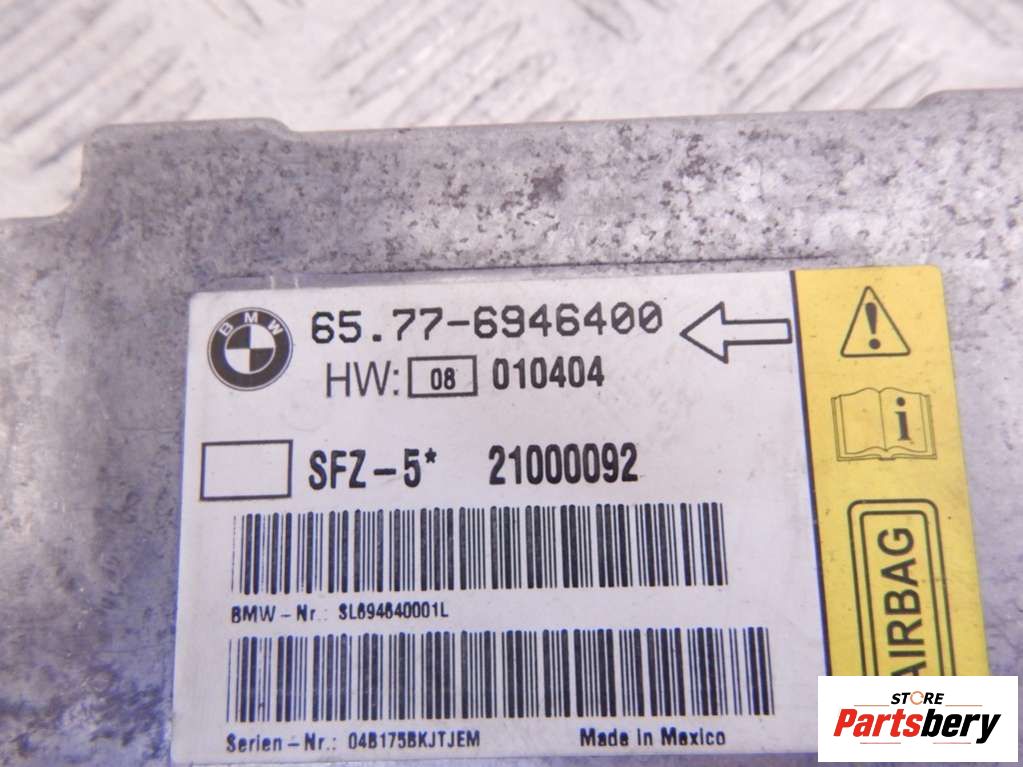 BMW
65.77-6946400
HW: 08 010404
SFZ-5* 21000092
BMW-Nr.: SL694640001L
Serien-Nr.: 04B175BKJTJEM
Made in Mexico
i
AIRBAG
STORE
Partsbery